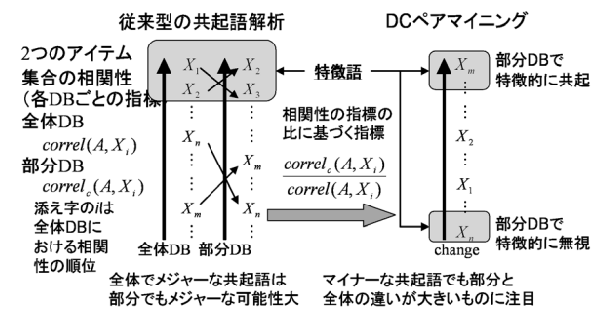 従来型の共起語解析
DCペアマイニング
2つのアイテム
集合の相関性
(各DBごとの指標)
全体DB
correl(A, X_i)
部分DB
correl_c(A, X_i)
添え字のiは
全体DBに
おける相関
性の順位
X_1
X_2
⋮
X_n
⋮
X_m
⋮
X_2
X_3
⋮
X_m
⋮
X_n
⋮
全体DB 部分DB
特徴語
相関性の指標の
比に基づく指標
correl_c(A, X_i)
correl(A, X_i)
X_m
⋮
X_2
⋮
X_1
⋮
X_n
change
部分DBで
特徴的に共起
部分DBで
特徴的に無視
全体でメジャーな共起語は
部分でもメジャーな可能性大
マイナーな共起語でも部分と
全体の違いが大きいものに注目